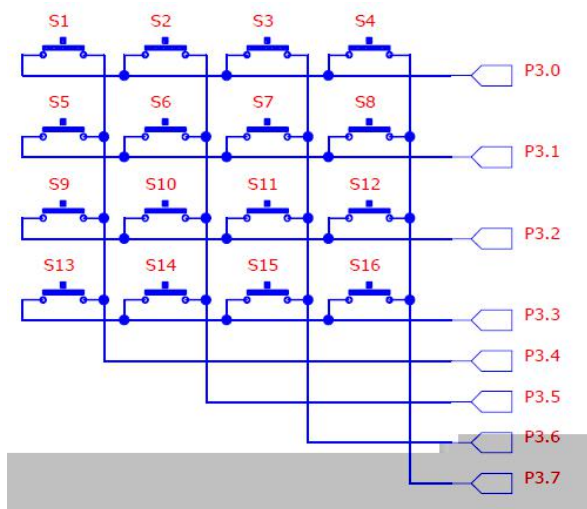 S1 S2 S3 S4
P3.0
S5 S6 S7 S8
P3.1
S9 S10 S11 S12
P3.2
S13 S14 S15 S16
P3.3
P3.4
P3.5
P3.6
P3.7